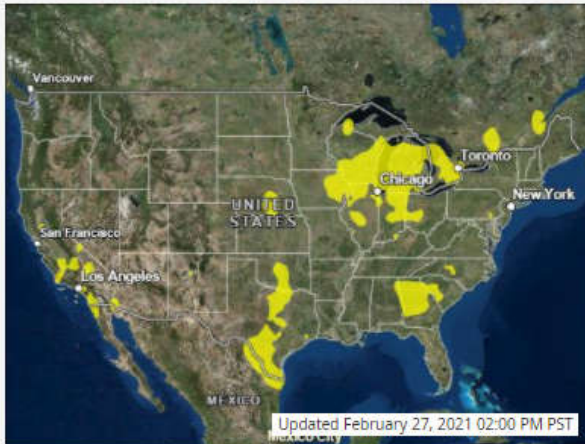 Vancouver
Toronto
Chicago
New York
UNITED
STATES
San Francisco
Los Angeles
MEXICO
Updated February 27, 2021 02:00 PM PST
Mexico City